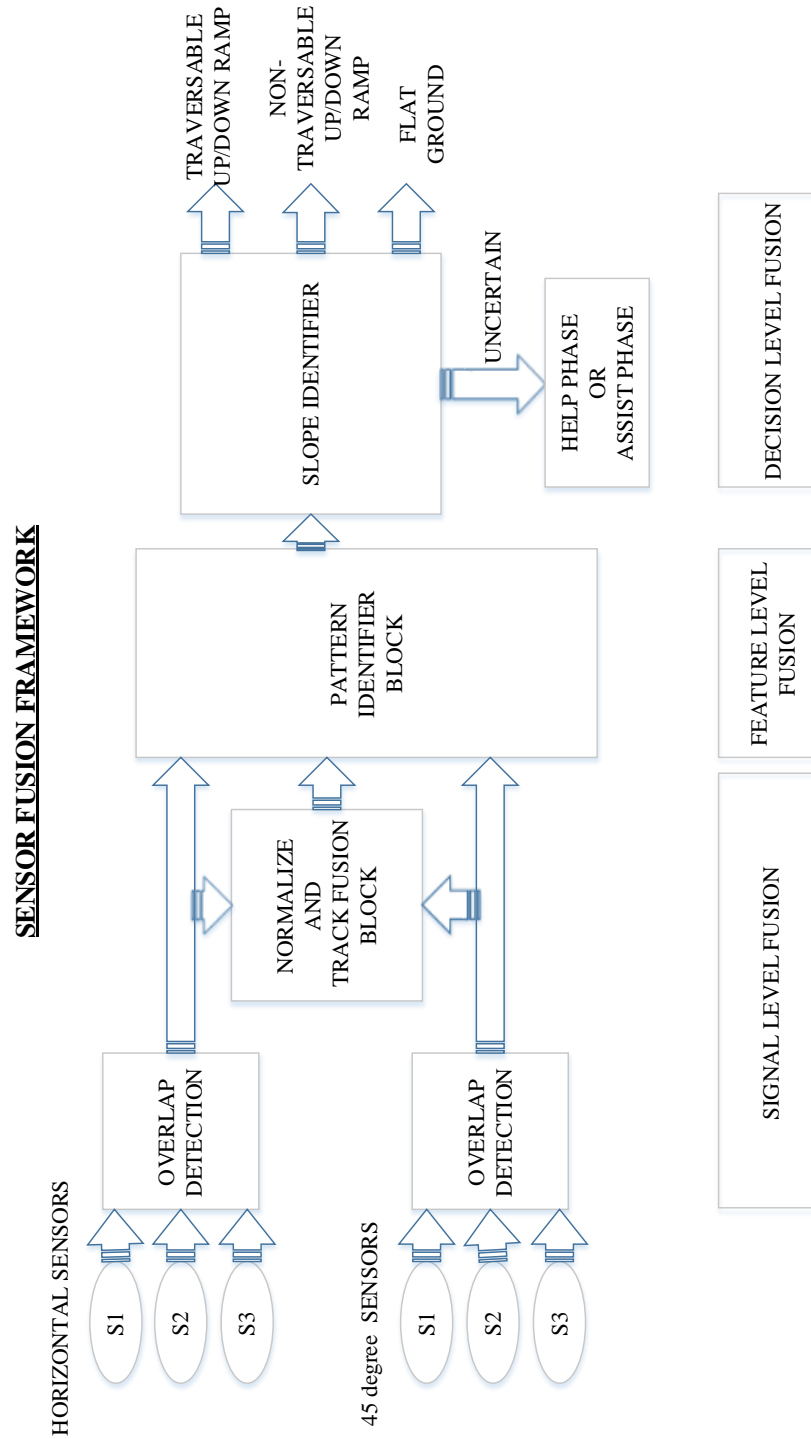 SENSOR FUSION FRAMEWORK
HORIZONTAL SENSORS
S1
S2
S3
OVERLAP
DETECTION
45 degree SENSORS
S1
S2
S3
OVERLAP
DETECTION
NORMALIZE
AND
TRACK FUSION
BLOCK
PATTERN
IDENTIFIER
BLOCK
SLOPE IDENTIFIER
TRAVERSABLE
UP/DOWN RAMP
NON-
TRAVERSABLE
UP/DOWN
RAMP
FLAT
GROUND
UNCERTAIN
HELP PHASE
OR
ASSIST PHASE
SIGNAL LEVEL FUSION
FEATURE LEVEL
FUSION
DECISION LEVEL FUSION